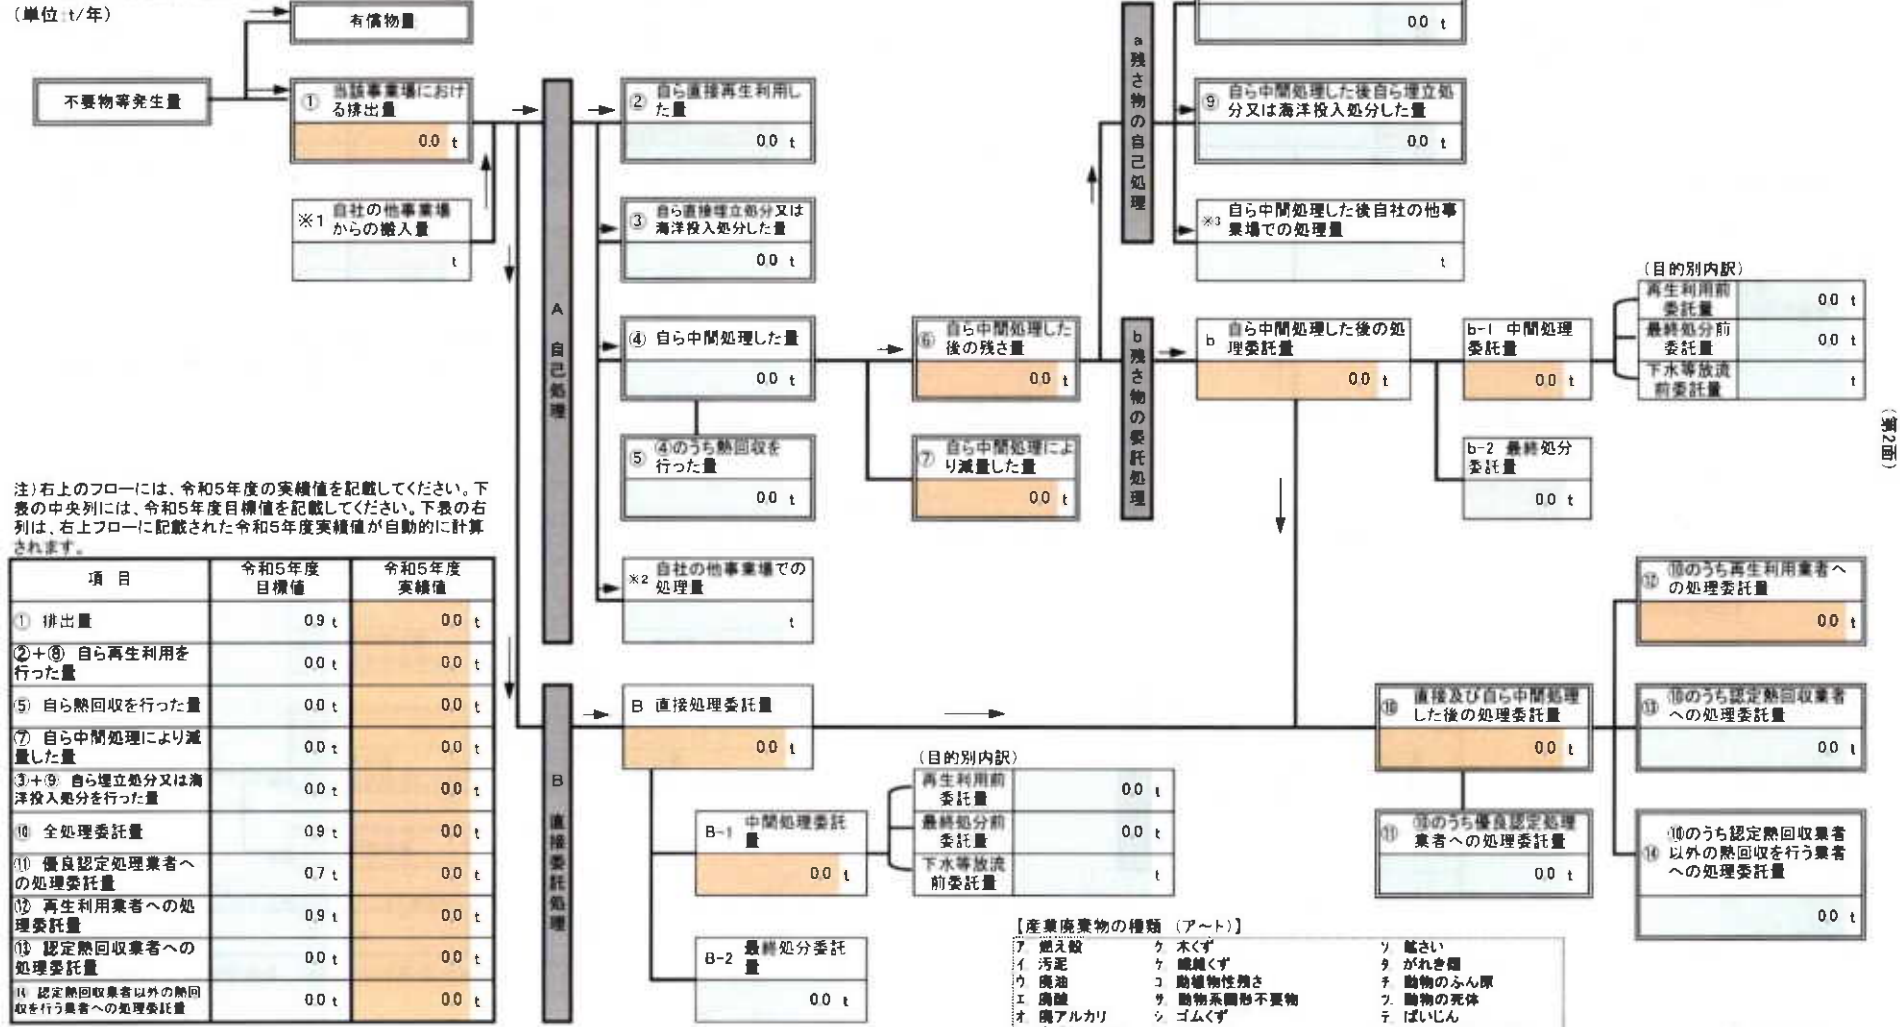 (単位 t/年)
有償物量
不要物等発生量
① 当該事業場におけ
る排出量
0.0 t
※1 自社の他事業場
からの搬入量
t
A 自己処理
② 自ら直接再生利用し
た量
0.0 t
③ 自ら直接埋立処分又は
海洋投入処分した量
0.0 t
④ 自ら中間処理した量
0.0 t
⑤ ④のうち熱回収を
行った量
0.0 t
※2 自社の他事業場での
処理量
t
⑥ 自ら中間処理した
後の残さ量
0.0 t
⑦ 自ら中間処理によ
り減量した量
0.0 t
a 残さ物の自己処理
0.0 t
⑨ 自ら中間処理した後自ら埋立処
分又は海洋投入処分した量
0.0 t
※3 自ら中間処理した後自社の他事
業場での処理量
t
b 残さ物の委託処理
b 自ら中間処理した後の処
理委託量
0.0 t
b-1 中間処理
委託量
0.0 t
(目的別内訳)
再生利用前
委託量
0.0 t
最終処分前
委託量
0.0 t
下水等放流
前委託量
t
b-2 最終処分
委託量
0.0 t
(第2面)
注)右上のフローには、令和5年度の実績値を記載してください。下
表の中央列には、令和5年度目標値を記載してください。下表の右
列は、右上フローに記載された令和5年度実績値が自動的に計算
されます。
項 目 令和5年度
目標値 令和5年度
実績値
① 排出量 0.9 t 0.0 t
②+⑧ 自ら再生利用を
行った量 0.0 t 0.0 t
⑤ 自ら熱回収を行った量 0.0 t 0.0 t
⑦ 自ら中間処理により減
量した量 0.0 t 0.0 t
③+⑨ 自ら埋立処分又は海
洋投入処分を行った量 0.0 t 0.0 t
⑩ 全処理委託量 0.9 t 0.0 t
⑪ 優良認定処理業者へ
の処理委託量 0.7 t 0.0 t
⑫ 再生利用業者への処
理委託量 0.9 t 0.0 t
⑬ 認定熱回収業者への
処理委託量 0.0 t 0.0 t
⑭ 認定熱回収業者以外の熱回
収を行う業者への処理委託量 0.0 t 0.0 t
B 直接委託処理
B 直接処理委託量
0.0 t
B-1 中間処理委託
量
0.0 t
(目的別内訳)
再生利用前
委託量
0.0 t
最終処分前
委託量
0.0 t
下水等放流
前委託量
t
B-2 最終処分委託
量
0.0 t
⑩ 直接及び自ら中間処理
した後の処理委託量
0.0 t
⑪ ⑩のうち優良認定処理
業者への処理委託量
0.0 t
⑫ ⑩のうち再生利用業者へ
の処理委託量
0.0 t
⑬ ⑩のうち認定熱回収業者
への処理委託量
0.0 t
⑭ ⑩のうち認定熱回収業者
以外の熱回収を行う業者
への処理委託量
0.0 t
【産業廃棄物の種類 (ア~ト)】
ア 燃え殻 ク 木くず ソ 鉱さい
イ 汚泥 ケ 繊維くず タ がれき類
ウ 廃油 コ 動植物性残さ チ 動物のふん尿
エ 廃酸 サ 動物系固形不要物 ツ 動物の死体
オ 廃アルカリ シ ゴムくず テ ばいじん